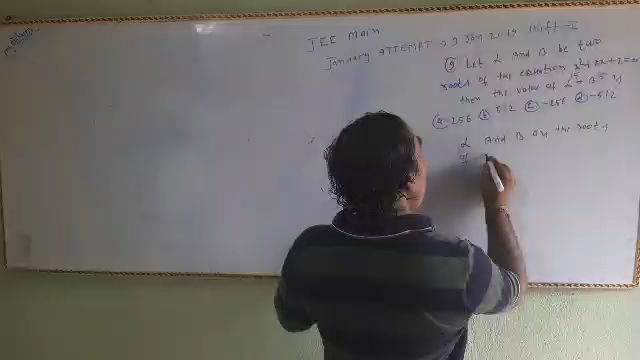 JEE Main
January ATTEMPT 9 Jan 2019 Shift-I
Q Let α And β be two
roots of the equation x²+2x+2=0
then the value of α¹⁵+β¹⁵ is
(a) 256 (b) 512 (c) -256 (d) -512
α And β are the roots
of